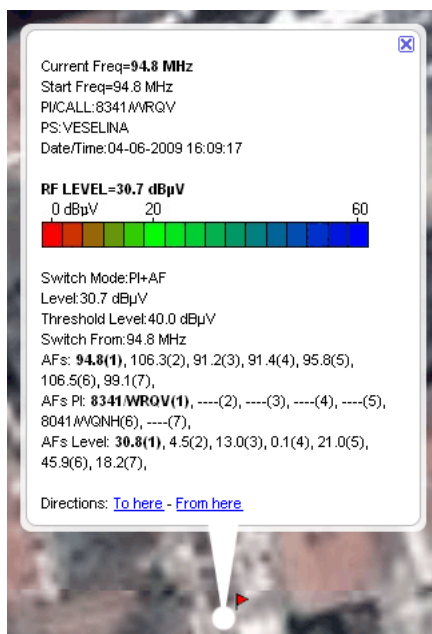 Current Freq=94.8 MHz
Start Freq=94.8 MHz
PI/CALL:8341/WRQV
PS:VESELINA
Date/Time:04-06-2009 16:09:17
RF LEVEL=30.7 dBµV
0 dBµV 20 60
Switch Mode:PI+AF
Level:30.7 dBµV
Threshold Level:40.0 dBµV
Switch From:94.8 MHz
AFs: 94.8(1), 106.3(2), 91.2(3), 91.4(4), 95.8(5),
106.5(6), 99.1(7),
AFs PI: 8341/WRQV(1), ----(2), ----(3), ----(4), ----(5),
8041/WQNH(6), ----(7),
AFs Level: 30.8(1), 4.5(2), 13.0(3), 0.1(4), 21.0(5),
45.9(6), 18.2(7),
Directions: To here - From here